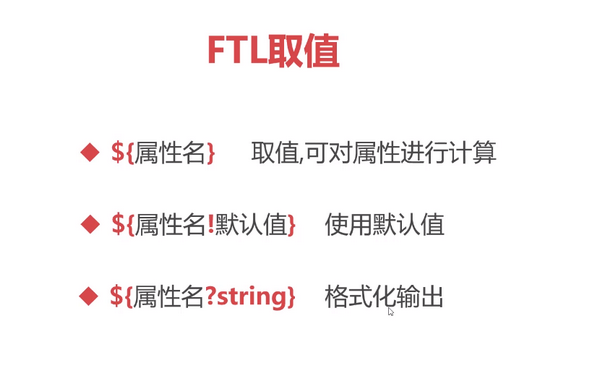 FTL取值
◆ ${属性名} 取值,可对属性进行计算
◆ ${属性名!默认值} 使用默认值
◆ ${属性名?string} 格式化输出